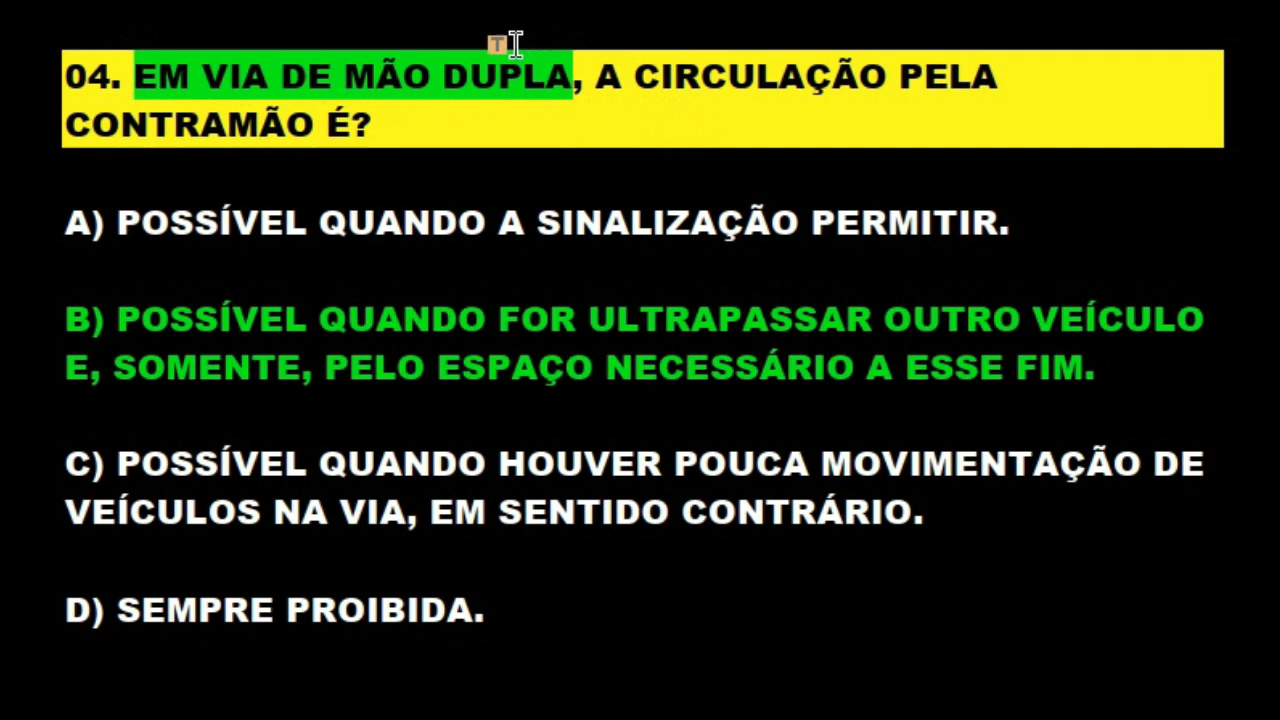 04. EM VIA DE MÃO DUPLA, A CIRCULAÇÃO PELA
CONTRAMÃO É?
A) POSSÍVEL QUANDO A SINALIZAÇÃO PERMITIR.
B) POSSÍVEL QUANDO FOR ULTRAPASSAR OUTRO VEÍCULO
E, SOMENTE, PELO ESPAÇO NECESSÁRIO A ESSE FIM.
C) POSSÍVEL QUANDO HOUVER POUCA MOVIMENTAÇÃO DE
VEÍCULOS NA VIA, EM SENTIDO CONTRÁRIO.
D) SEMPRE PROIBIDA.